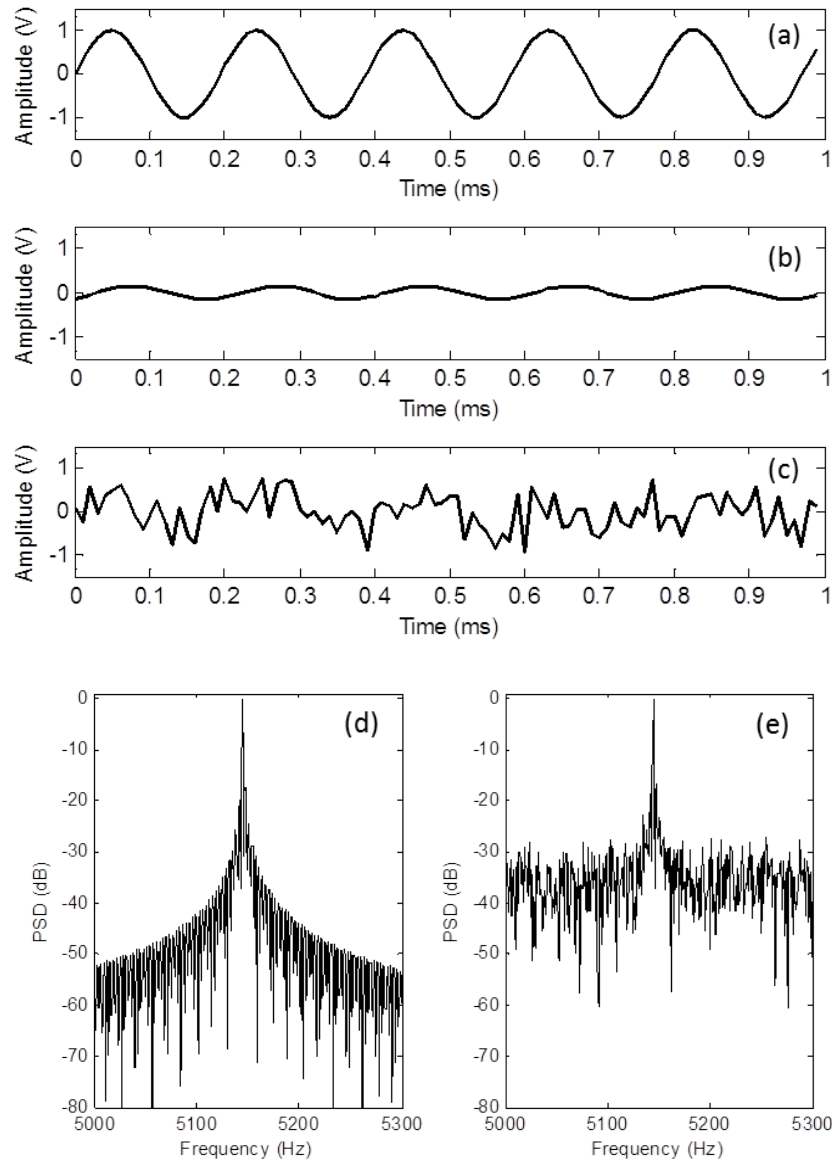 (a)
Amplitude (V)
1
0
-1
0 0.1 0.2 0.3 0.4 0.5 0.6 0.7 0.8 0.9 1
Time (ms)
(b)
Amplitude (V)
1
0
-1
0 0.1 0.2 0.3 0.4 0.5 0.6 0.7 0.8 0.9 1
Time (ms)
(c)
Amplitude (V)
1
0
-1
0 0.1 0.2 0.3 0.4 0.5 0.6 0.7 0.8 0.9 1
Time (ms)
(d)
PSD (dB)
0
-10
-20
-30
-40
-50
-60
-70
-80
5000 5100 5200 5300
Frequency (Hz)
(e)
PSD (dB)
0
-10
-20
-30
-40
-50
-60
-70
-80
5000 5100 5200 5300
Frequency (Hz)